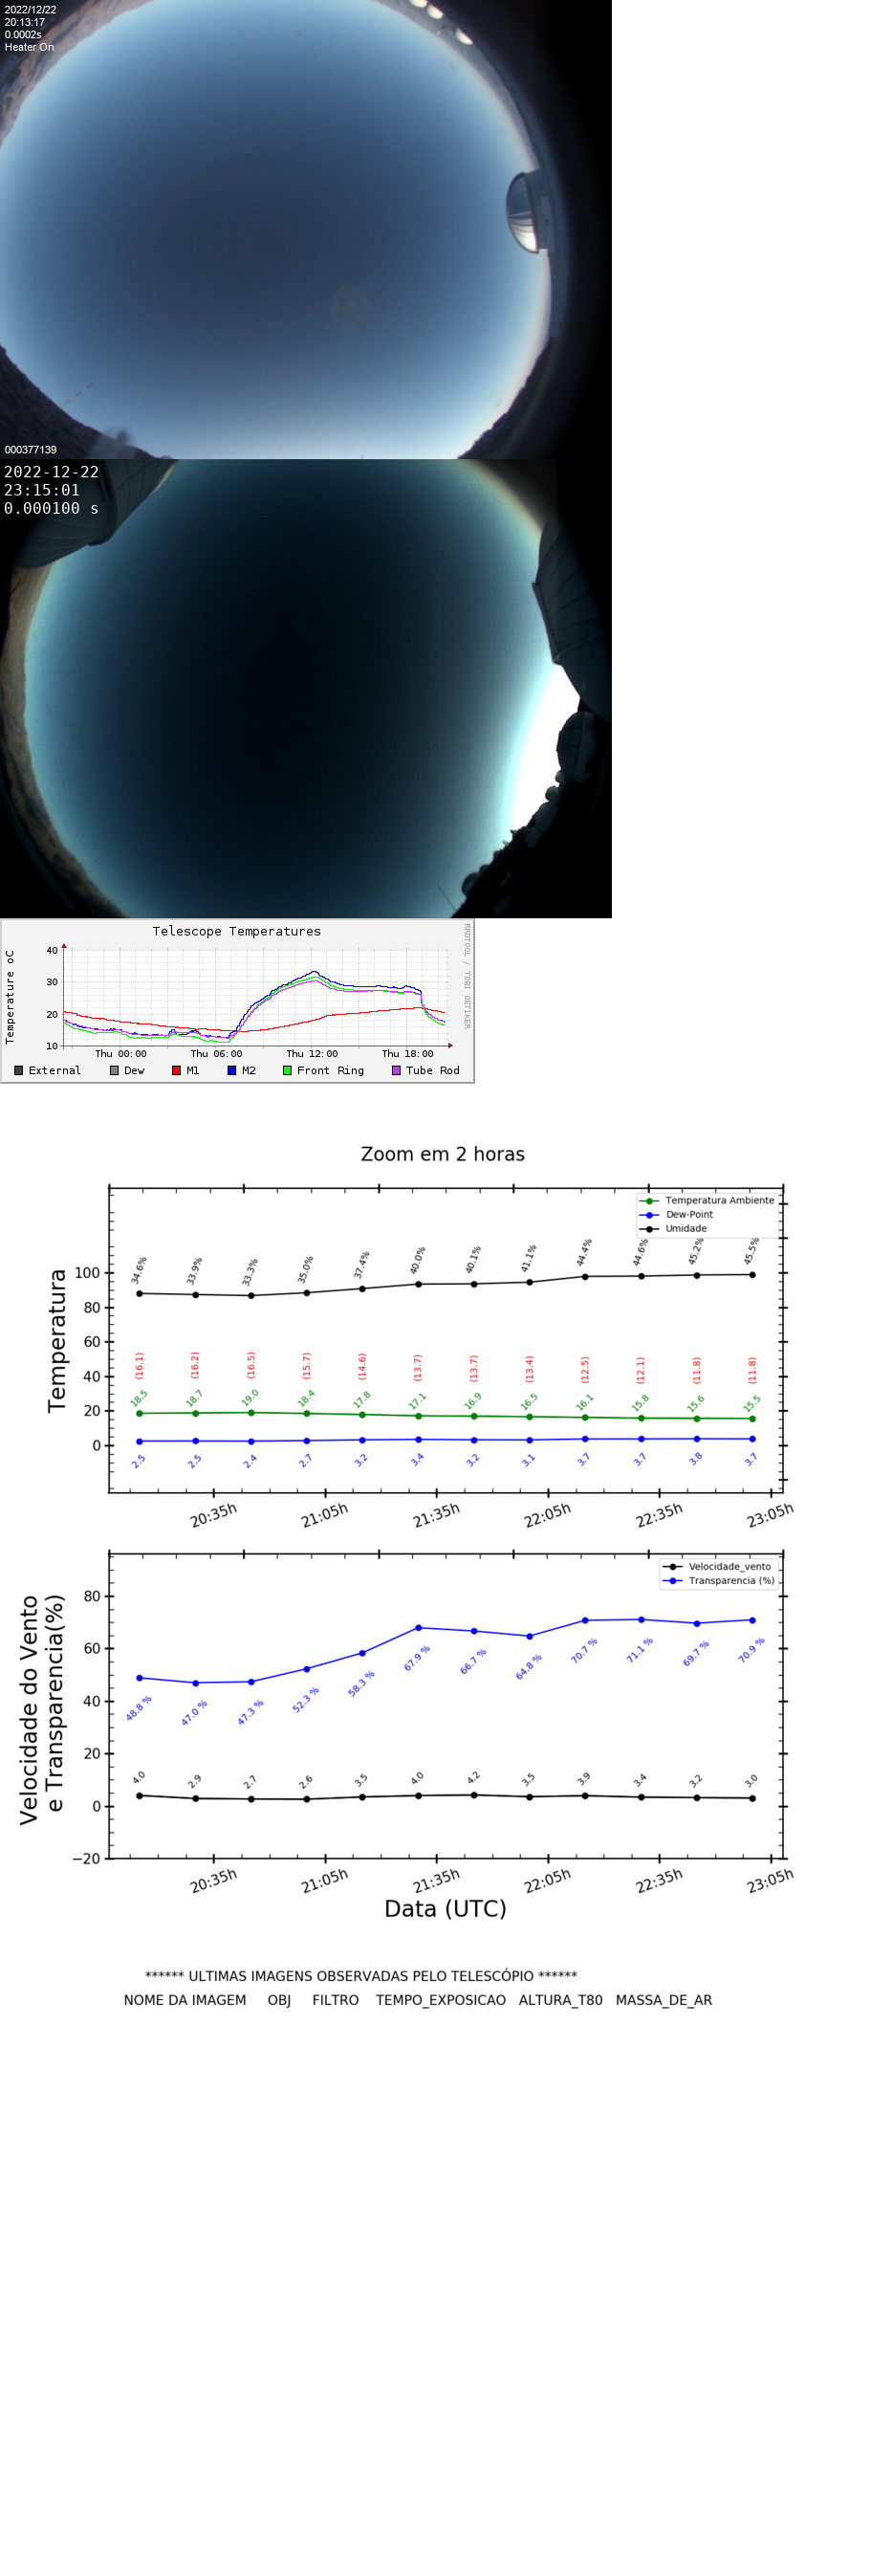 2022/12/22
20:13:17
0.0002s
Heater On
000377139
2022-12-22
23:15:01
0.000100 s
Telescope Temperatures
RRDTOOL / TOBI OETIKER
Temperature oC
40
30
20
10
Thu 00:00 Thu 06:00 Thu 12:00 Thu 18:00
External Dew M1 M2 Front Ring Tube Rod
Zoom em 2 horas
Temperatura Ambiente
Dew-Point
Umidade
Temperatura
100
80
60
40
20
0
34.6% 33.9% 33.3% 35.0% 37.4% 40.0% 40.1% 41.1% 44.4% 44.6% 45.2% 45.5%
(16.1) (16.2) (16.5) (15.7) (14.6) (13.7) (13.7) (13.4) (12.5) (12.1) (11.8) (11.8)
18.5 18.7 19.0 18.4 17.8 17.1 16.9 16.5 16.1 15.8 15.6 15.5
2.5 2.5 2.4 2.7 3.2 3.4 3.2 3.1 3.7 3.7 3.8 3.7
20:35h 21:05h 21:35h 22:05h 22:35h 23:05h
Velocidade_vento
Transparencia (%)
Velocidade do Vento
e Transparencia(%)
80
60
40
20
0
−20
48.8 % 47.0 % 47.3 % 52.3 % 58.3 % 67.9 % 66.7 % 64.8 % 70.7 % 71.1 % 69.7 % 70.9 %
4.0 2.9 2.7 2.6 3.5 4.0 4.2 3.5 3.9 3.4 3.2 3.0
20:35h 21:05h 21:35h 22:05h 22:35h 23:05h
Data (UTC)
****** ULTIMAS IMAGENS OBSERVADAS PELO TELESCÓPIO ******
NOME DA IMAGEM OBJ FILTRO TEMPO_EXPOSICAO ALTURA_T80 MASSA_DE_AR